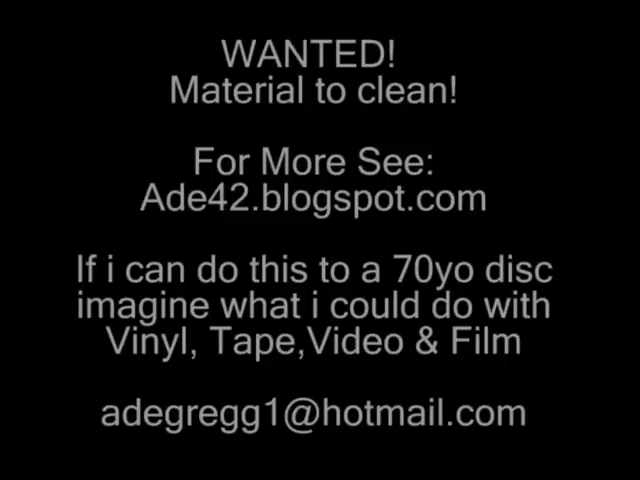 WANTED!
Material to clean!
For More See:
Ade42.blogspot.com
If i can do this to a 70yo disc
imagine what i could do with
Vinyl, Tape,Video & Film
adegregg1@hotmail.com